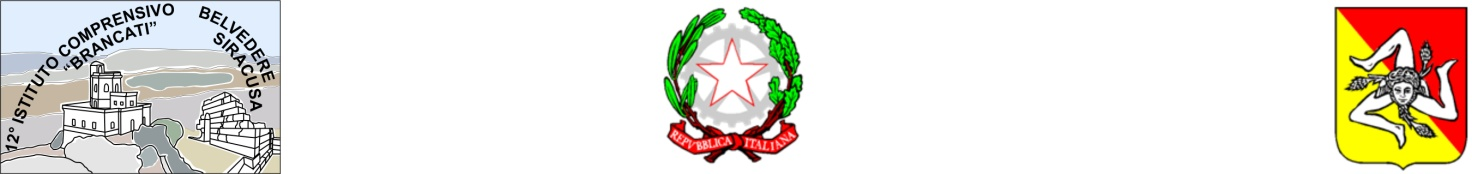 12° ISTITUTO COMPRENSIVO
"BRANCATI"
BELVEDERE
SIRACUSA
REPVBBLICA ITALIANA